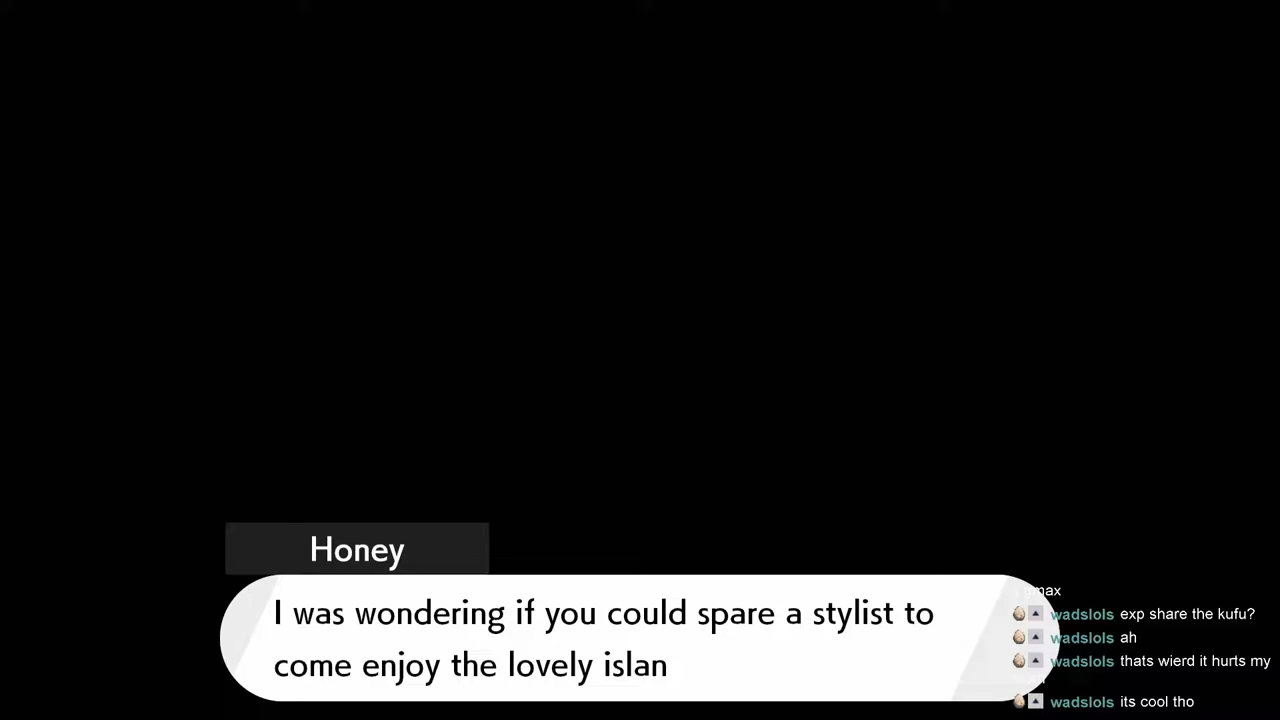 Honey
I was wondering if you could spare a stylist to
come enjoy the lovely islan
gmax
wadslols exp share the kufu?
wadslols ah
wadslols thats wierd it hurts my
wadslols its cool tho